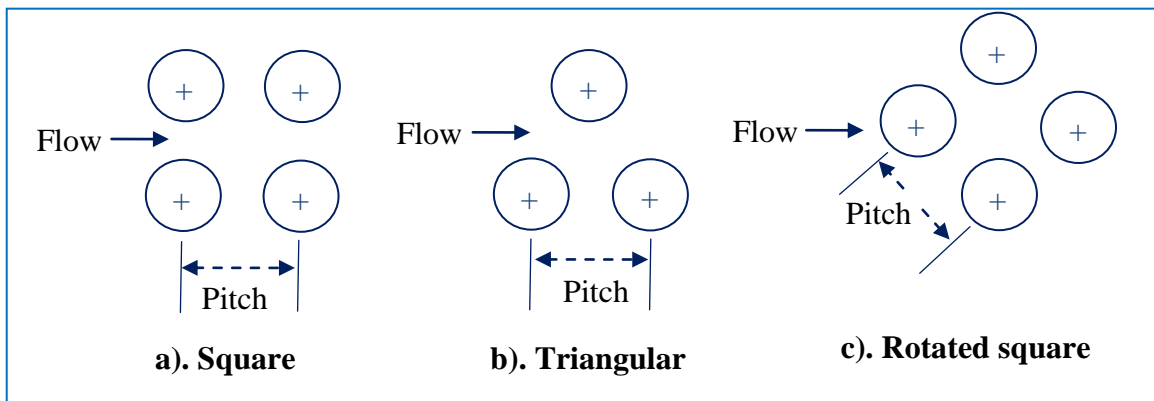 Flow
Pitch
a). Square
Flow
Pitch
b). Triangular
Flow
Pitch
c). Rotated square